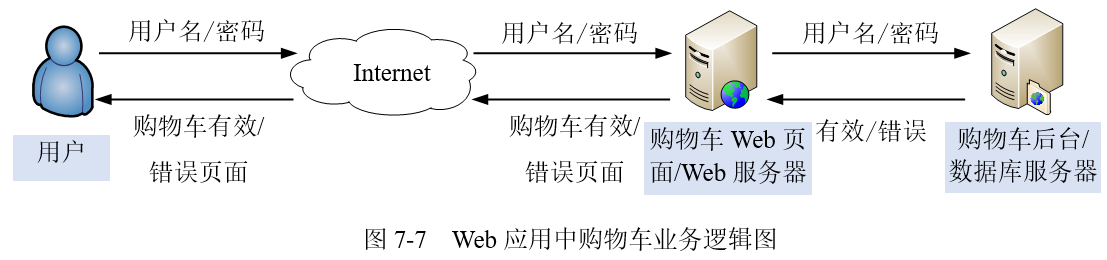 用户名/密码
用户名/密码
用户名/密码
Internet
购物车有效/
错误页面
购物车有效/
错误页面
有效/错误
用户
购物车 Web 页
面/Web 服务器
购物车后台/
数据库服务器
图 7-7 Web 应用中购物车业务逻辑图